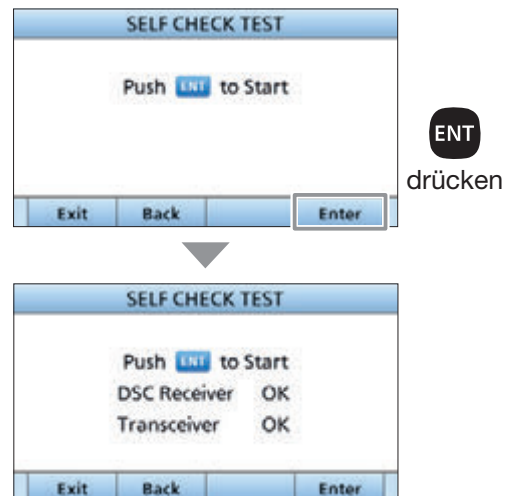 SELF CHECK TEST
Push ENT to Start
ENT
drücken
Exit Back Enter
SELF CHECK TEST
Push ENT to Start
DSC Receiver OK
Transceiver OK
Exit Back Enter